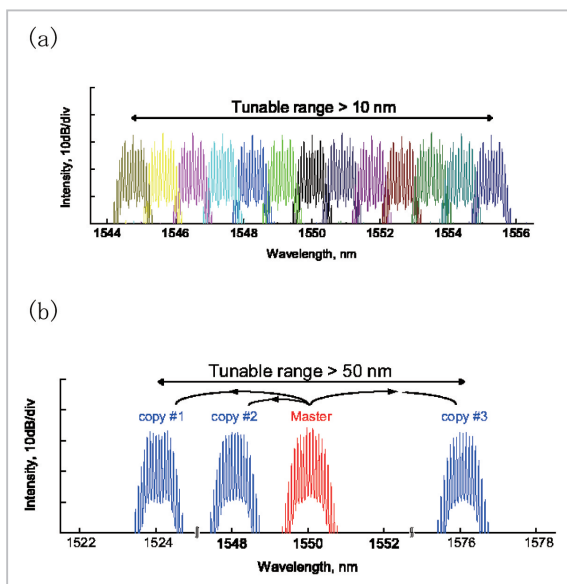 (a)
Tunable range > 10 nm
Intensity, 10dB/div
1544 1546 1548 1550 1552 1554 1556
Wavelength, nm
(b)
Tunable range > 50 nm
copy #1 copy #2 Master copy #3
Intensity, 10dB/div
1522 1524 1548 1550 1552 1576 1578
Wavelength, nm